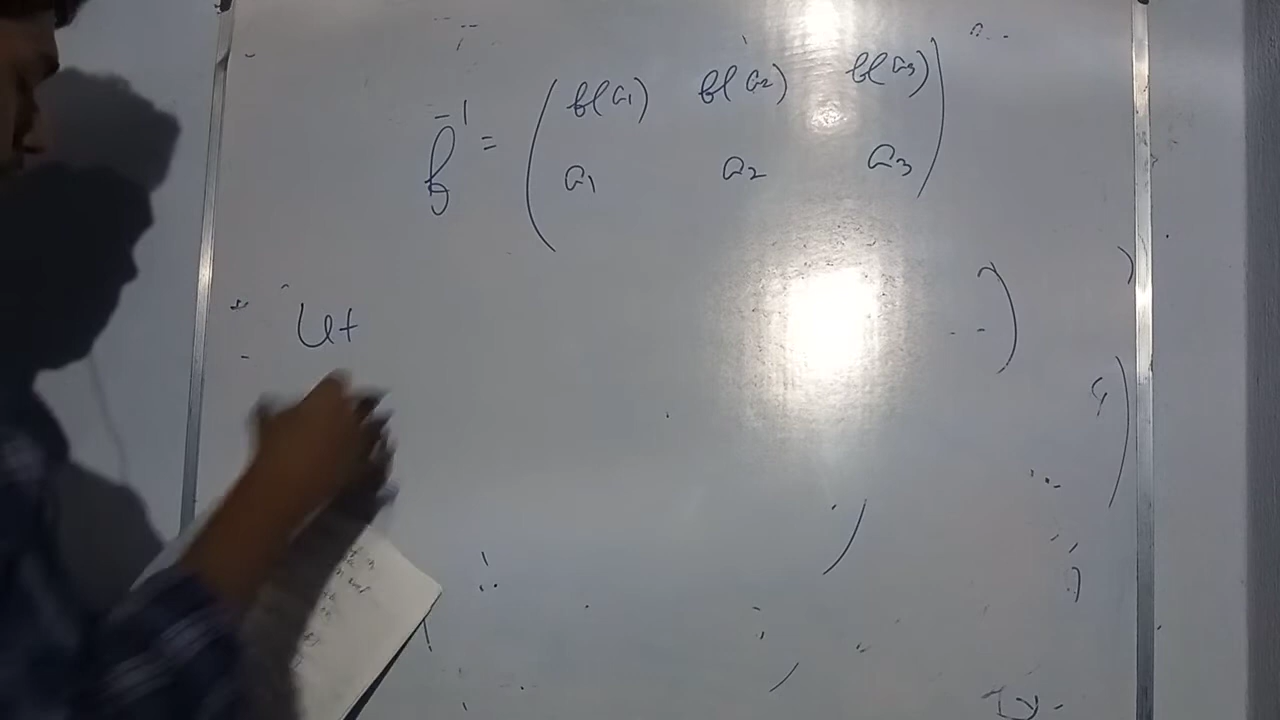 f⁻¹ = ( f(a₁) f(a₂) f(a₃) )
a₁ a₂ a₃
Let